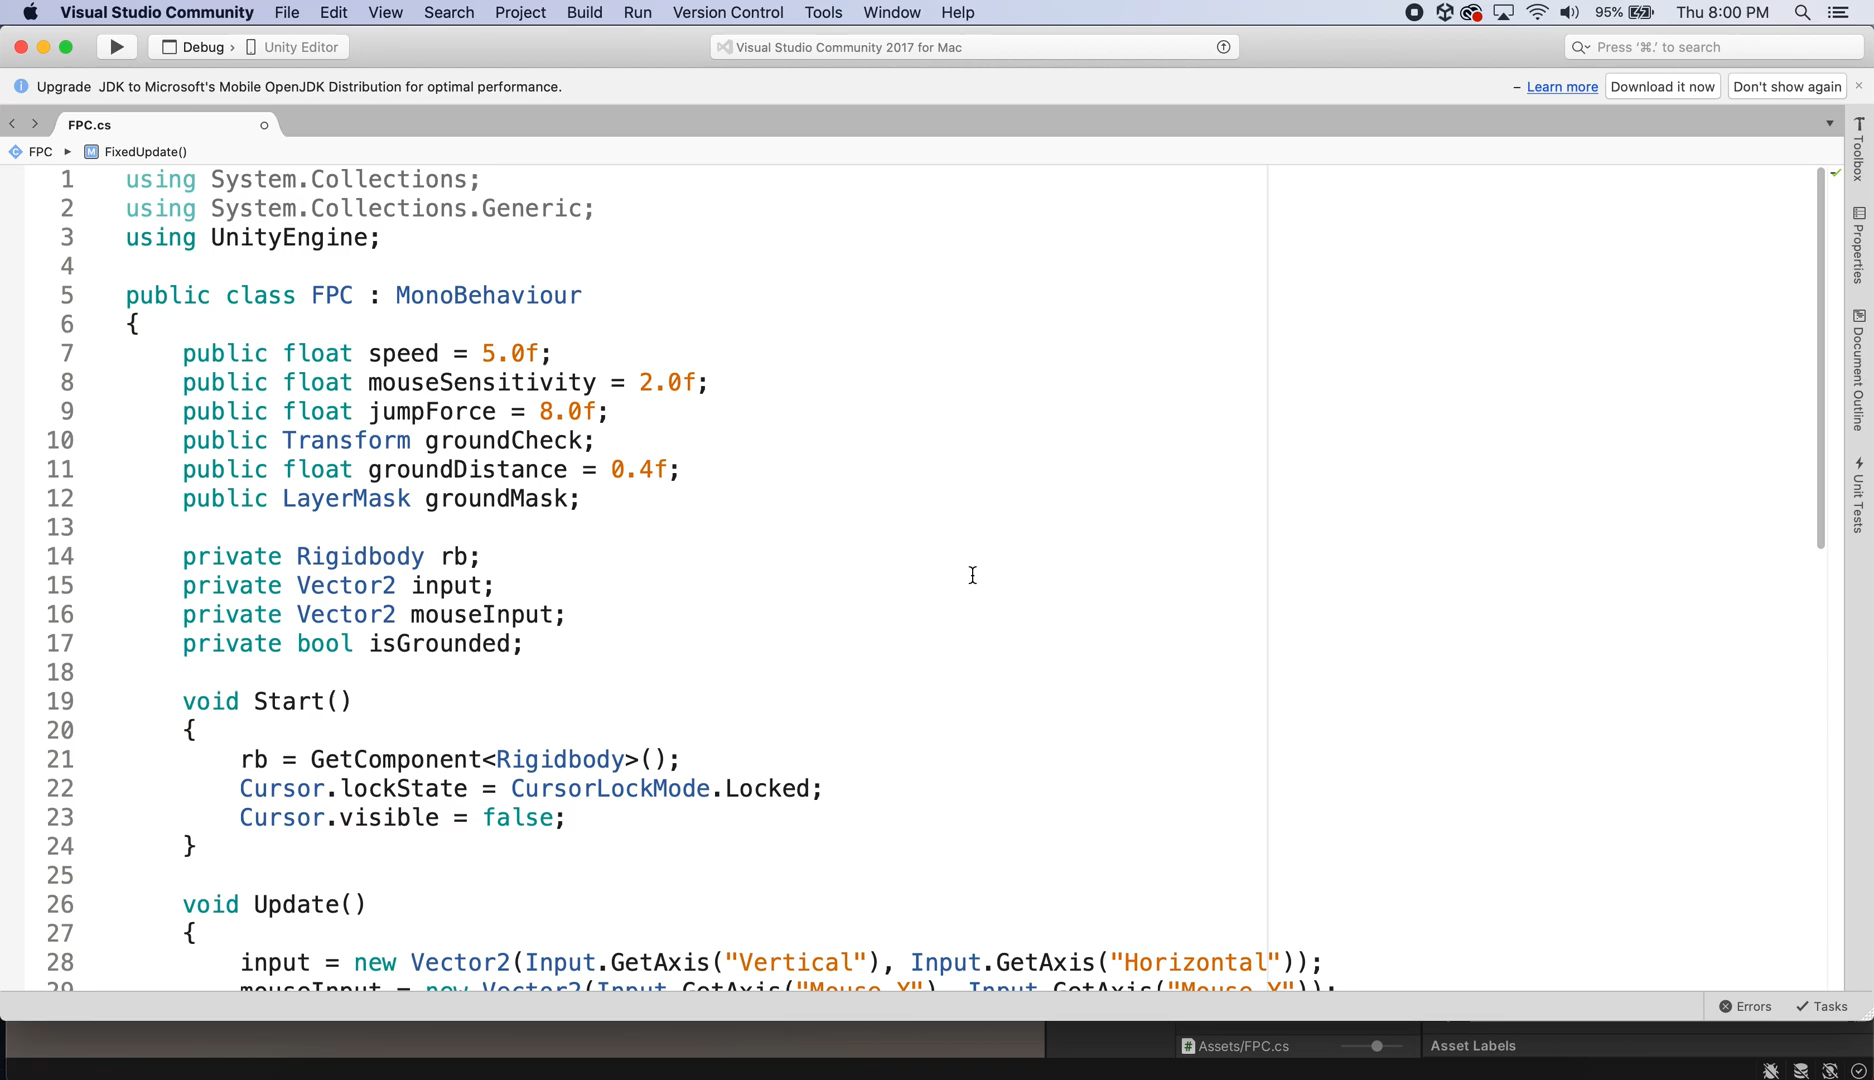 Visual Studio Community File Edit View Search Project Build Run Version Control Tools Window Help 95% Thu 8:00 PM
Debug › Unity Editor Visual Studio Community 2017 for Mac Press '⌘.' to search
Upgrade JDK to Microsoft's Mobile OpenJDK Distribution for optimal performance. – Learn more Download it now Don't show again
FPC.cs
FPC ▸ M FixedUpdate()
1 using System.Collections;
2 using System.Collections.Generic;
3 using UnityEngine;
4
5 public class FPC : MonoBehaviour
6 {
7 public float speed = 5.0f;
8 public float mouseSensitivity = 2.0f;
9 public float jumpForce = 8.0f;
10 public Transform groundCheck;
11 public float groundDistance = 0.4f;
12 public LayerMask groundMask;
13
14 private Rigidbody rb;
15 private Vector2 input;
16 private Vector2 mouseInput;
17 private bool isGrounded;
18
19 void Start()
20 {
21 rb = GetComponent<Rigidbody>();
22 Cursor.lockState = CursorLockMode.Locked;
23 Cursor.visible = false;
24 }
25
26 void Update()
27 {
28 input = new Vector2(Input.GetAxis("Vertical"), Input.GetAxis("Horizontal"));
29 mouseInput = new Vector2(Input.GetAxis("Mouse X"), Input.GetAxis("Mouse Y"));
Toolbox
Properties
Document Outline
Unit Tests
Errors Tasks
Assets/FPC.cs Asset Labels